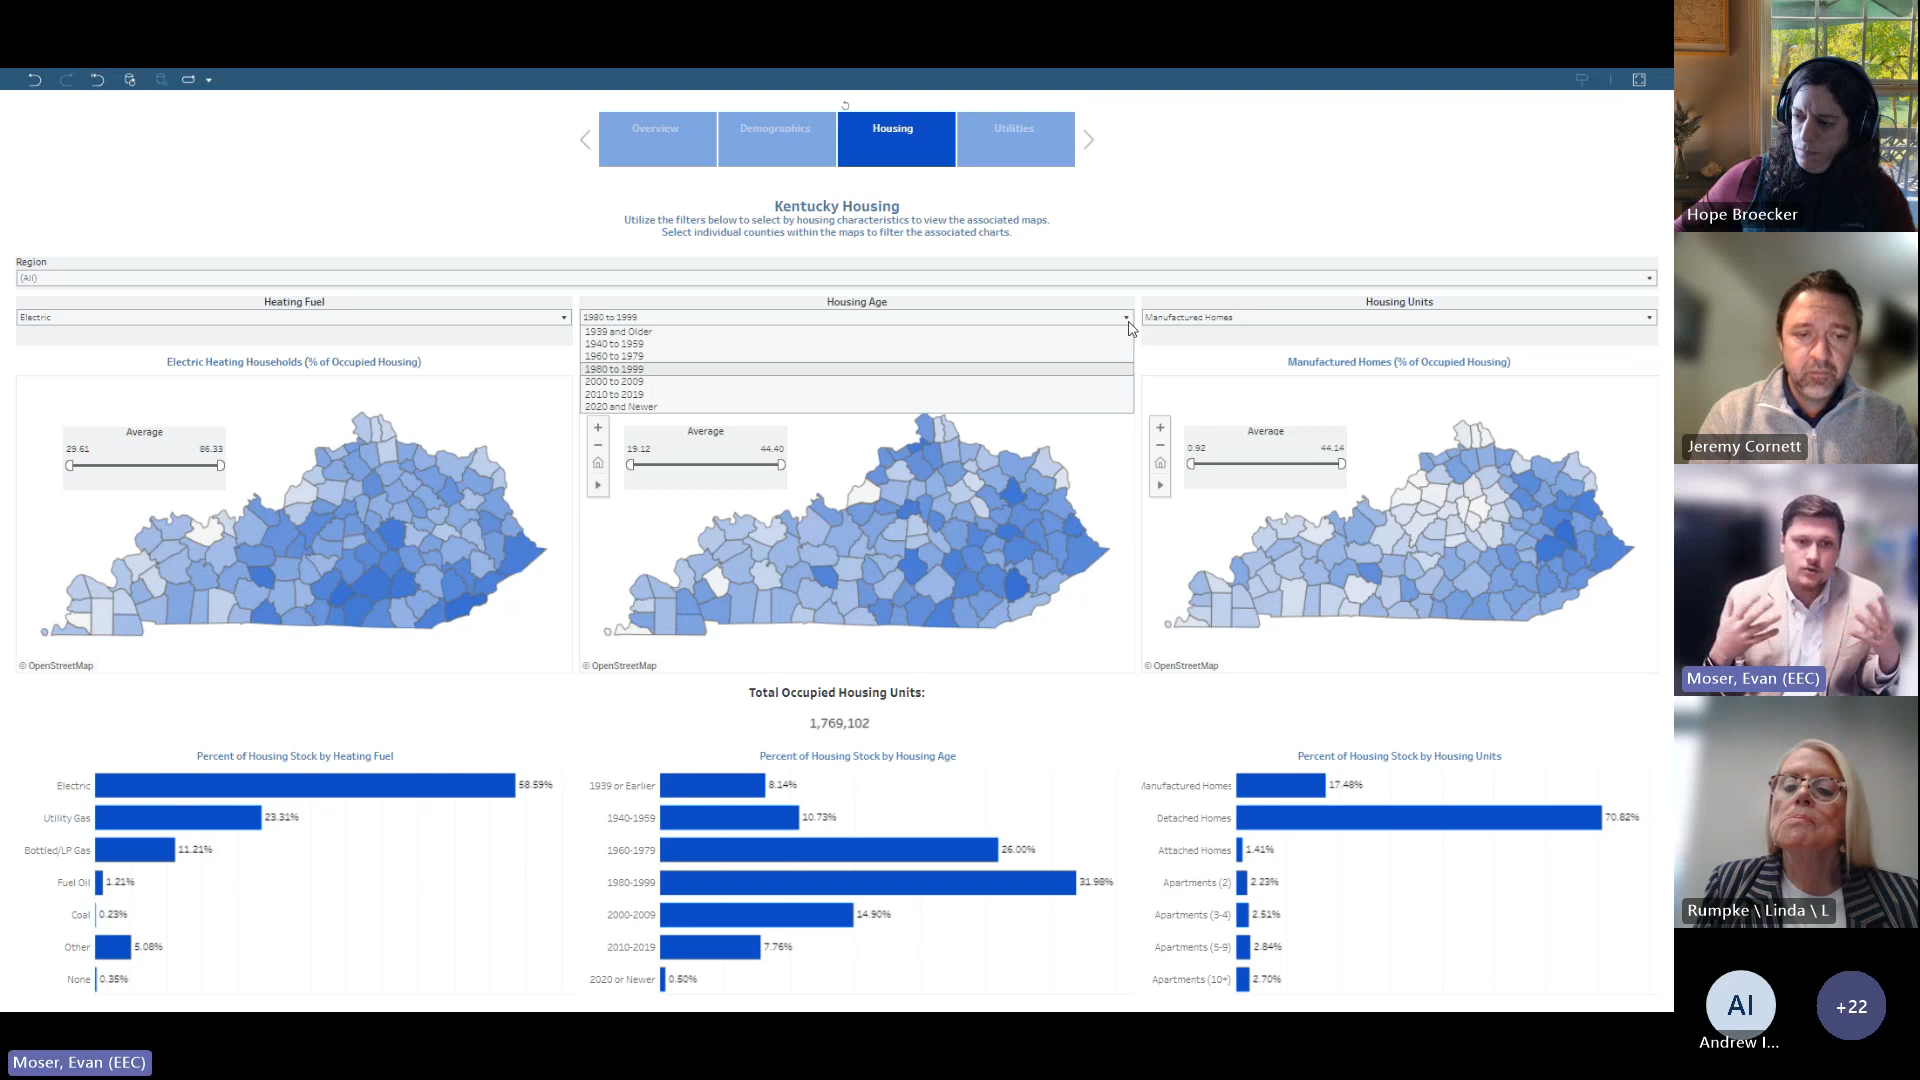 Overview
Demographics
Housing
Utilities
Kentucky Housing
Utilize the filters below to select by housing characteristics to view the associated maps.
Select individual counties within the maps to filter the associated charts.
Region
(All)
Heating Fuel
Housing Age
Housing Units
Electric
1980 to 1999
Manufactured Homes
1939 and Older
1940 to 1959
1960 to 1979
1980 to 1999
2000 to 2009
2010 to 2019
2020 and Newer
Electric Heating Households (% of Occupied Housing)
Manufactured Homes (% of Occupied Housing)
Average
29.61 86.33
© OpenStreetMap
Average
19.12 44.40
© OpenStreetMap
Average
0.92 44.14
© OpenStreetMap
Total Occupied Housing Units:
1,769,102
Percent of Housing Stock by Heating Fuel
Electric 58.59%
Utility Gas 23.31%
Bottled/LP Gas 11.21%
Fuel Oil 1.21%
Coal 0.23%
Other 5.08%
None 0.35%
Percent of Housing Stock by Housing Age
1939 or Earlier 8.14%
1940-1959 10.73%
1960-1979 26.00%
1980-1999 31.98%
2000-2009 14.90%
2010-2019 7.76%
2020 or Newer 0.50%
Percent of Housing Stock by Housing Units
Manufactured Homes 17.48%
Detached Homes 70.82%
Attached Homes 1.41%
Apartments (2) 2.23%
Apartments (3-4) 2.51%
Apartments (5-9) 2.84%
Apartments (10+) 2.70%
Hope Broecker
Jeremy Cornett
Moser, Evan (EEC)
Rumpke \ Linda \ L
AI
Andrew I...
+22
Moser, Evan (EEC)